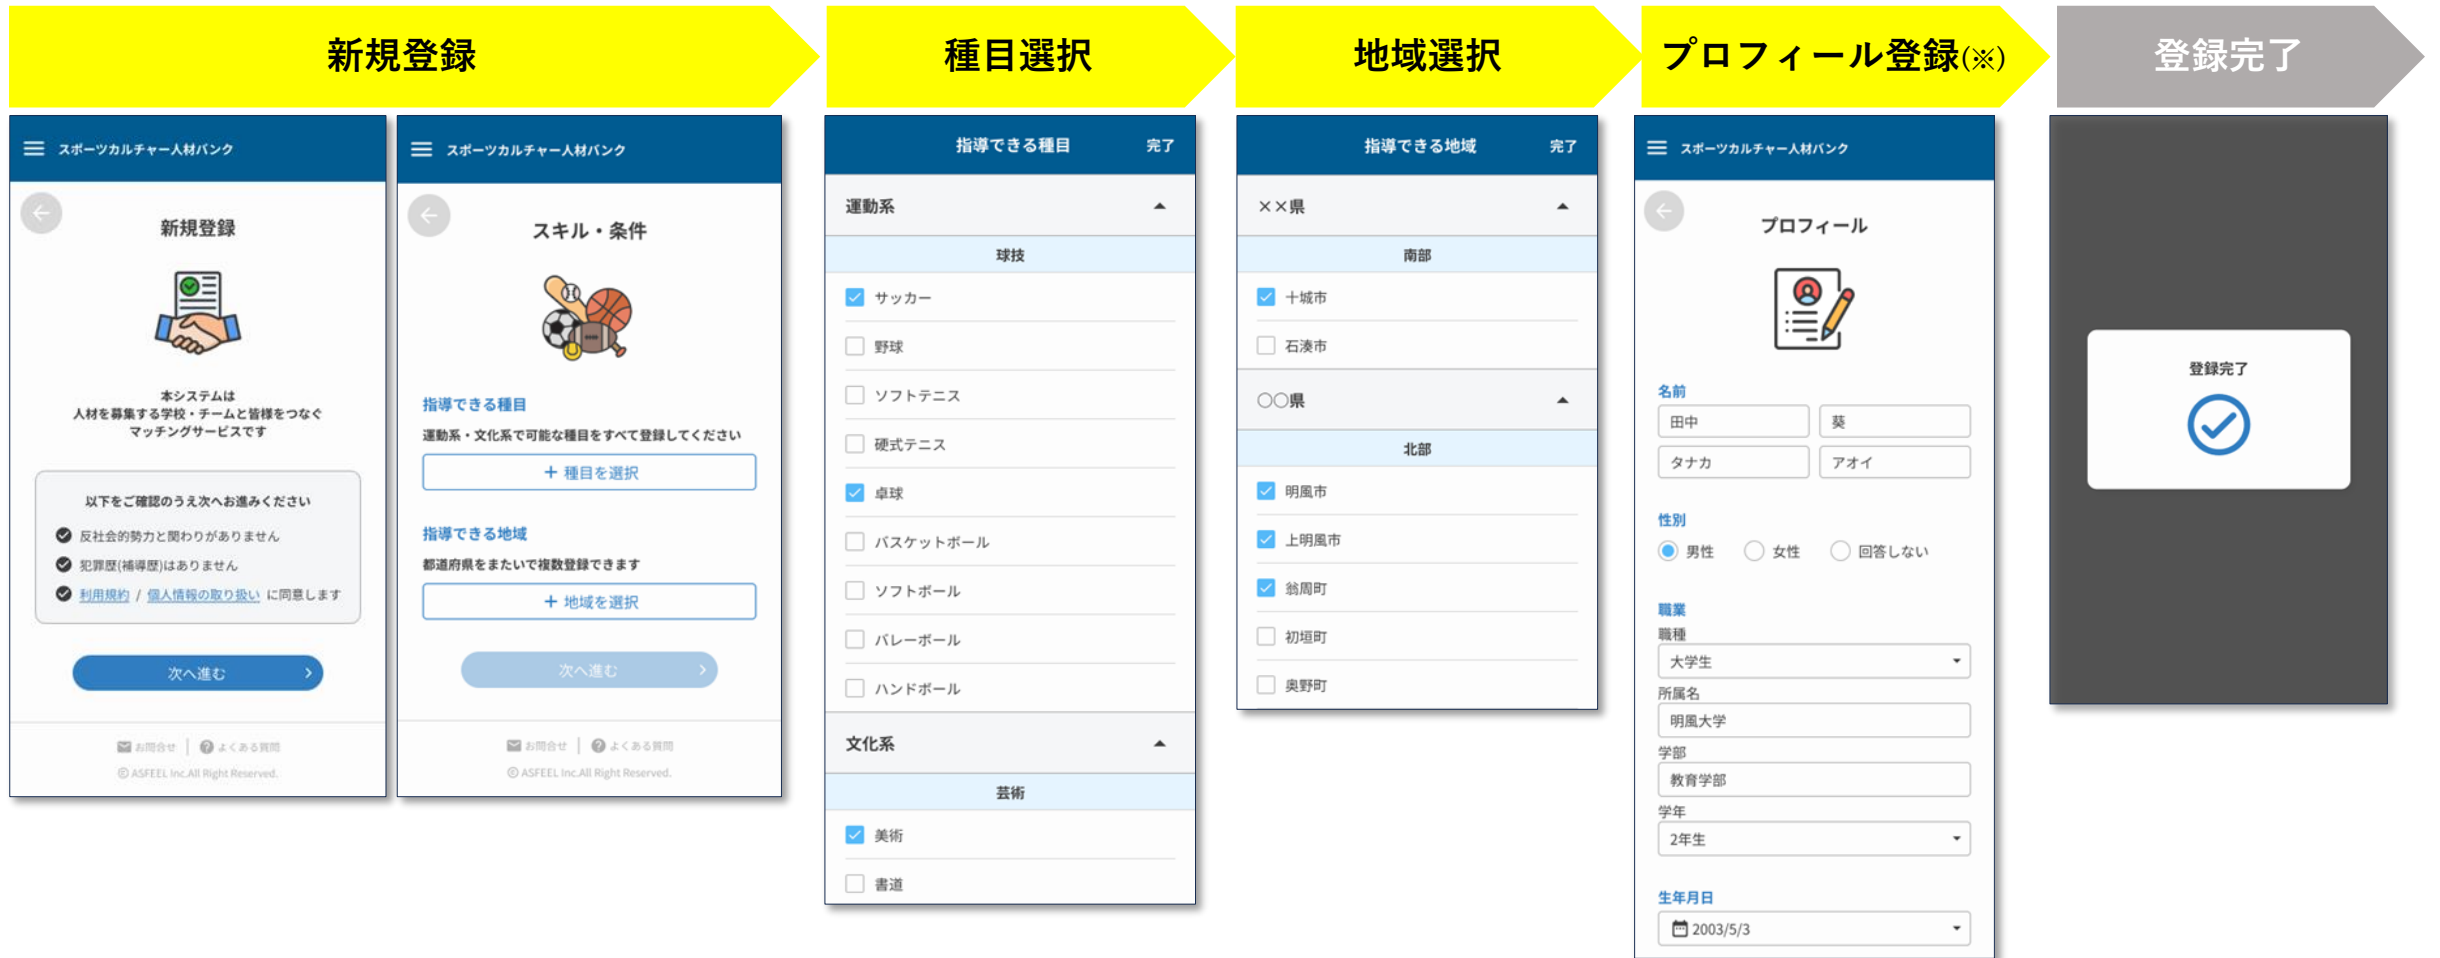 新規登録
種目選択
地域選択
プロフィール登録(※)
登録完了
スポーツカルチャー人材バンク
新規登録
本システムは
人材を募集する学校・チームと皆様をつなぐ
マッチングサービスです
以下をご確認のうえ次へお進みください
反社会的勢力と関わりがありません
犯罪歴(補導歴)はありません
利用規約 / 個人情報の取り扱い に同意します
次へ進む
お問合せ よくある質問
© ASFEEL Inc.All Right Reserved.
スポーツカルチャー人材バンク
スキル・条件
指導できる種目
運動系・文化系で可能な種目をすべて登録してください
+ 種目を選択
指導できる地域
都道府県をまたいで複数登録できます
+ 地域を選択
次へ進む
お問合せ よくある質問
© ASFEEL Inc.All Right Reserved.
指導できる種目 完了
運動系
球技
サッカー
野球
ソフトテニス
硬式テニス
卓球
バスケットボール
ソフトボール
バレーボール
ハンドボール
文化系
芸術
美術
書道
指導できる地域 完了
××県
南部
十城市
石湊市
○○県
北部
明風市
上明風市
翁周町
初垣町
奥野町
スポーツカルチャー人材バンク
プロフィール
名前
田中 葵
タナカ アオイ
性別
男性 女性 回答しない
職業
職種
大学生
所属名
明風大学
学部
教育学部
学年
2年生
生年月日
2003/5/3
登録完了